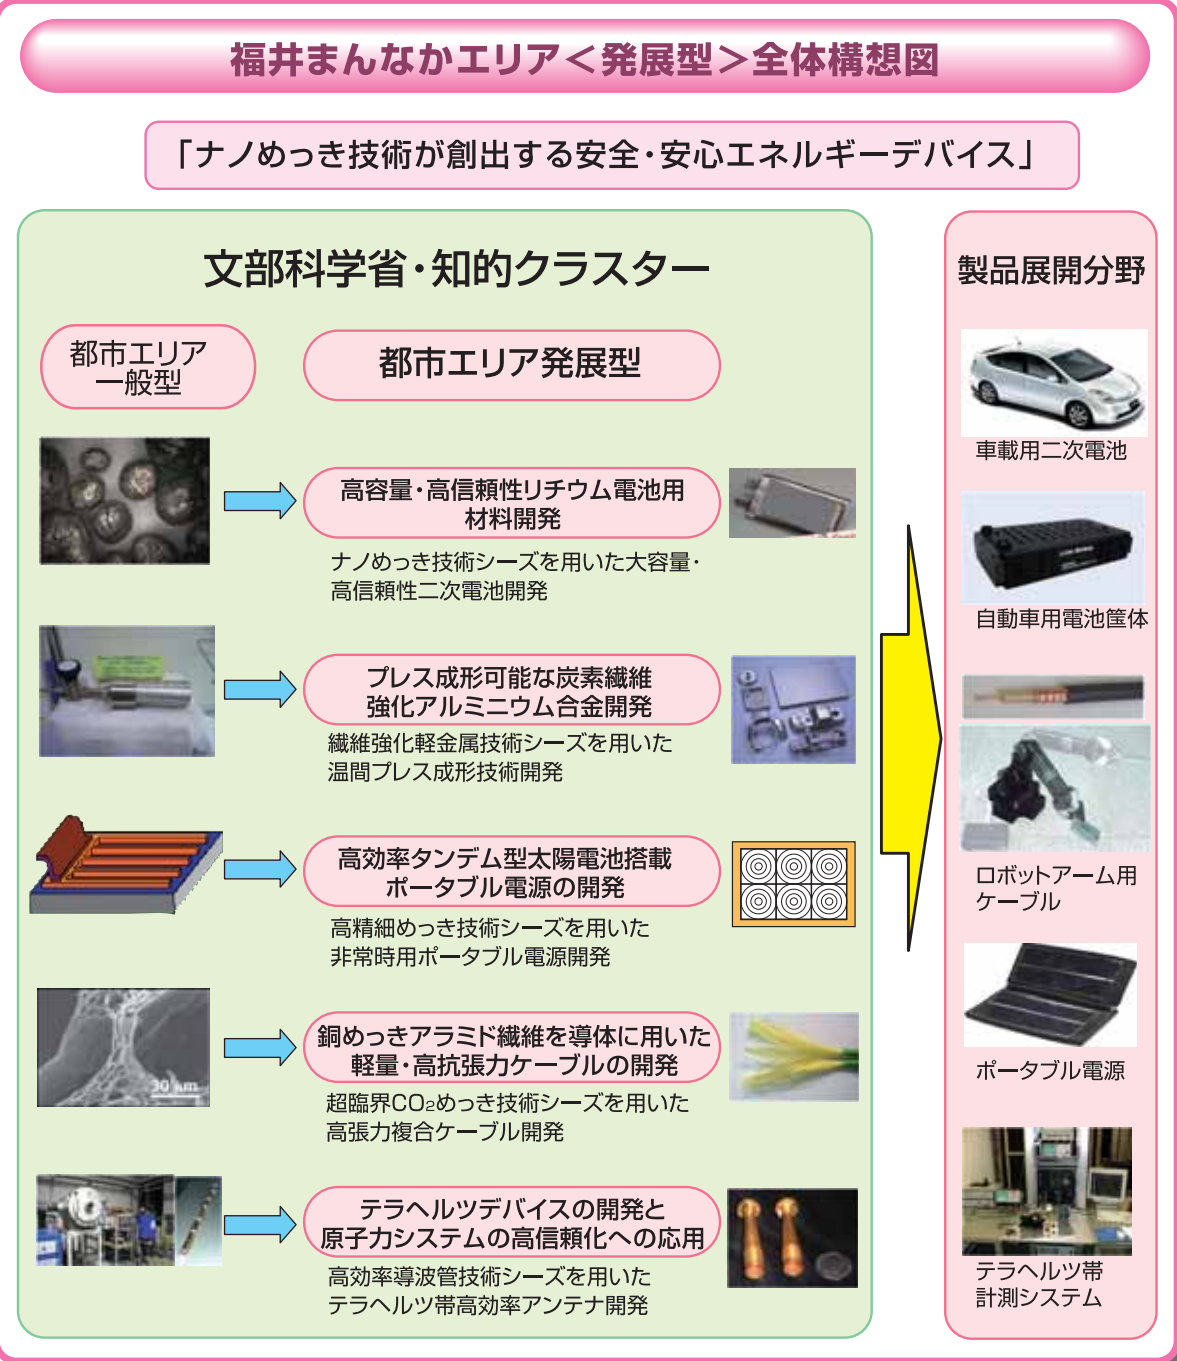 福井まんなかエリア＜発展型＞全体構想図
「ナノめっき技術が創出する安全・安心エネルギーデバイス」
文部科学省・知的クラスター
都市エリア
一般型
都市エリア発展型
高容量・高信頼性リチウム電池用
材料開発
ナノめっき技術シーズを用いた大容量・
高信頼性二次電池開発
プレス成形可能な炭素繊維
強化アルミニウム合金開発
繊維強化軽金属技術シーズを用いた
温間プレス成形技術開発
高効率タンデム型太陽電池搭載
ポータブル電源の開発
高精細めっき技術シーズを用いた
非常時用ポータブル電源開発
30 nm
銅めっきアラミド繊維を導体に用いた
軽量・高抗張力ケーブルの開発
超臨界CO₂めっき技術シーズを用いた
高張力複合ケーブル開発
テラヘルツデバイスの開発と
原子力システムの高信頼化への応用
高効率導波管技術シーズを用いた
テラヘルツ帯高効率アンテナ開発
製品展開分野
車載用二次電池
自動車用電池筐体
ロボットアーム用
ケーブル
ポータブル電源
テラヘルツ帯
計測システム